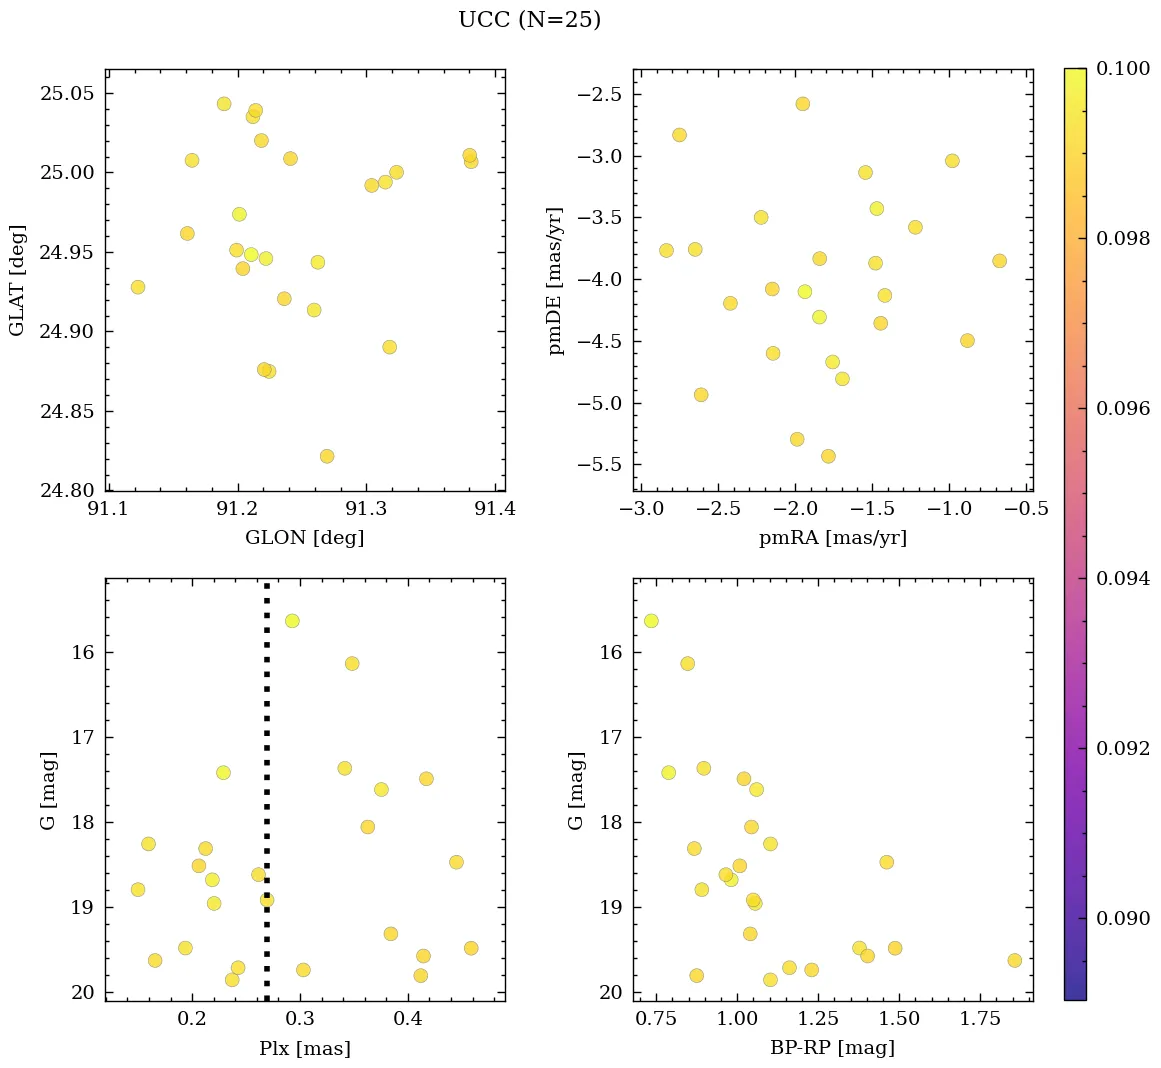 UCC (N=25)
25.05
25.00
24.95
24.90
24.85
24.80
GLAT [deg]
91.1 91.2 91.3 91.4
GLON [deg]
−2.5
−3.0
−3.5
−4.0
−4.5
−5.0
−5.5
pmDE [mas/yr]
−3.0 −2.5 −2.0 −1.5 −1.0 −0.5
pmRA [mas/yr]
16
17
18
19
20
G [mag]
0.2 0.3 0.4
Plx [mas]
16
17
18
19
20
G [mag]
0.75 1.00 1.25 1.50 1.75
BP-RP [mag]
0.100
0.098
0.096
0.094
0.092
0.090